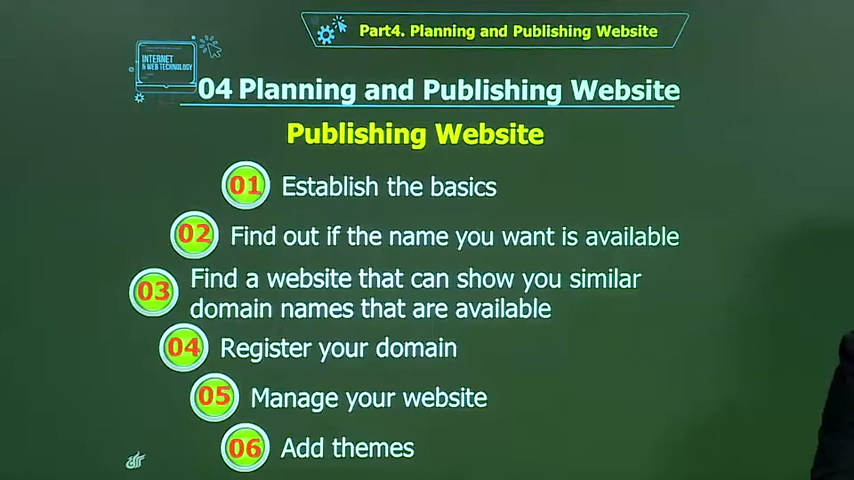 Part4. Planning and Publishing Website
INTERNET
& WEB TECHNOLOGY
04 Planning and Publishing Website
Publishing Website
01 Establish the basics
02 Find out if the name you want is available
03 Find a website that can show you similar
domain names that are available
04 Register your domain
05 Manage your website
06 Add themes